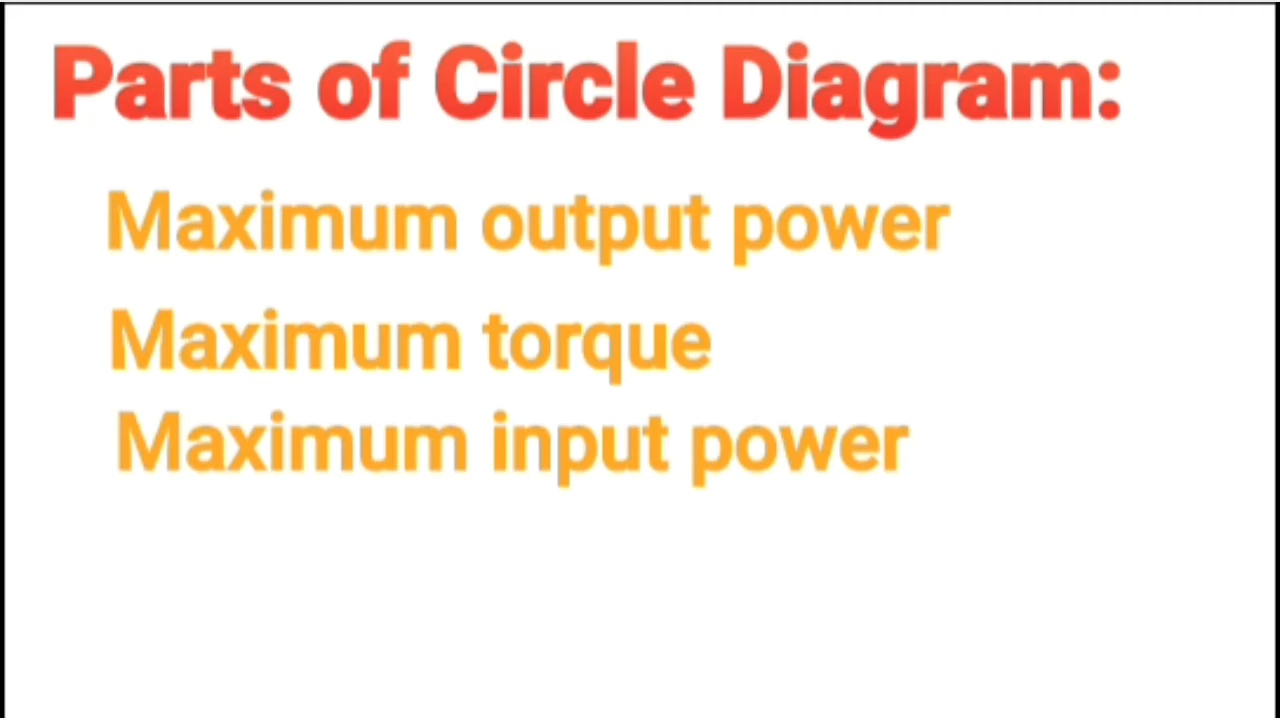 Parts of Circle Diagram:
Maximum output power
Maximum torque
Maximum input power